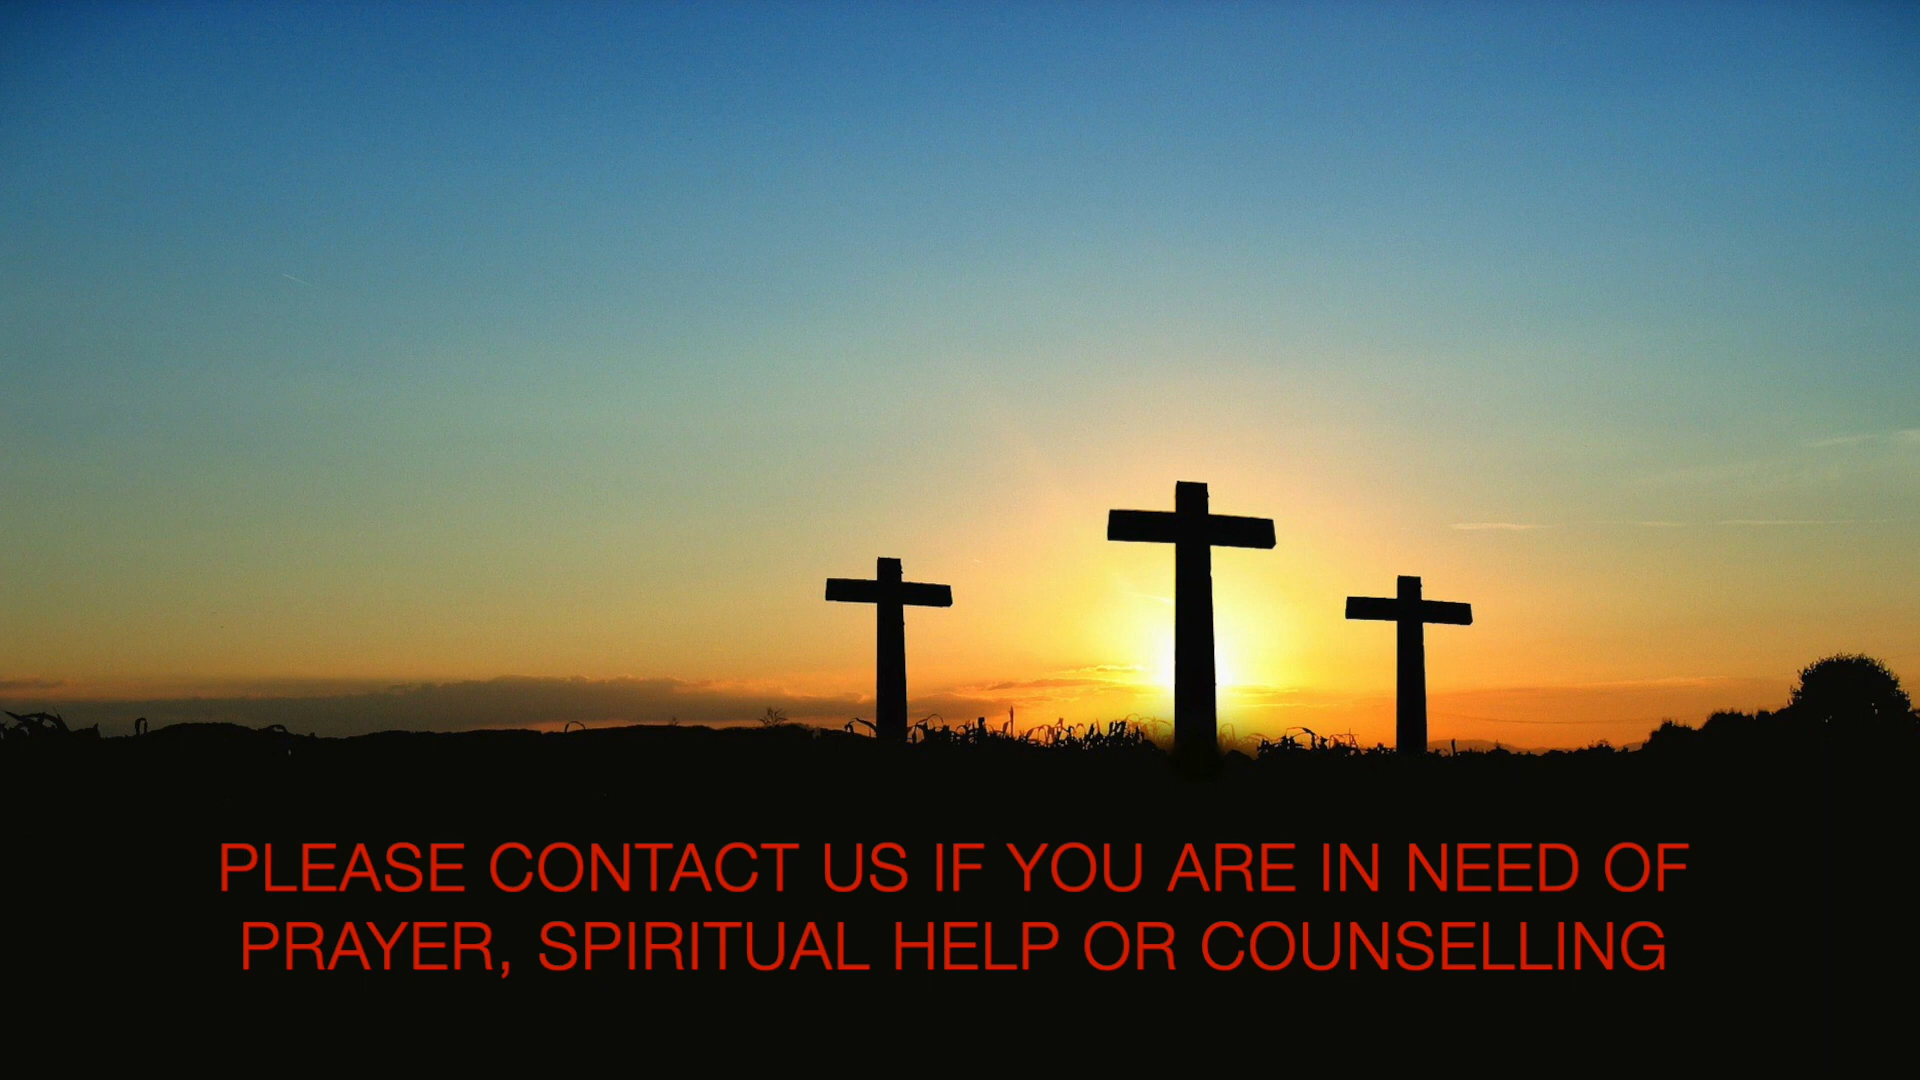 PLEASE CONTACT US IF YOU ARE IN NEED OF
PRAYER, SPIRITUAL HELP OR COUNSELLING